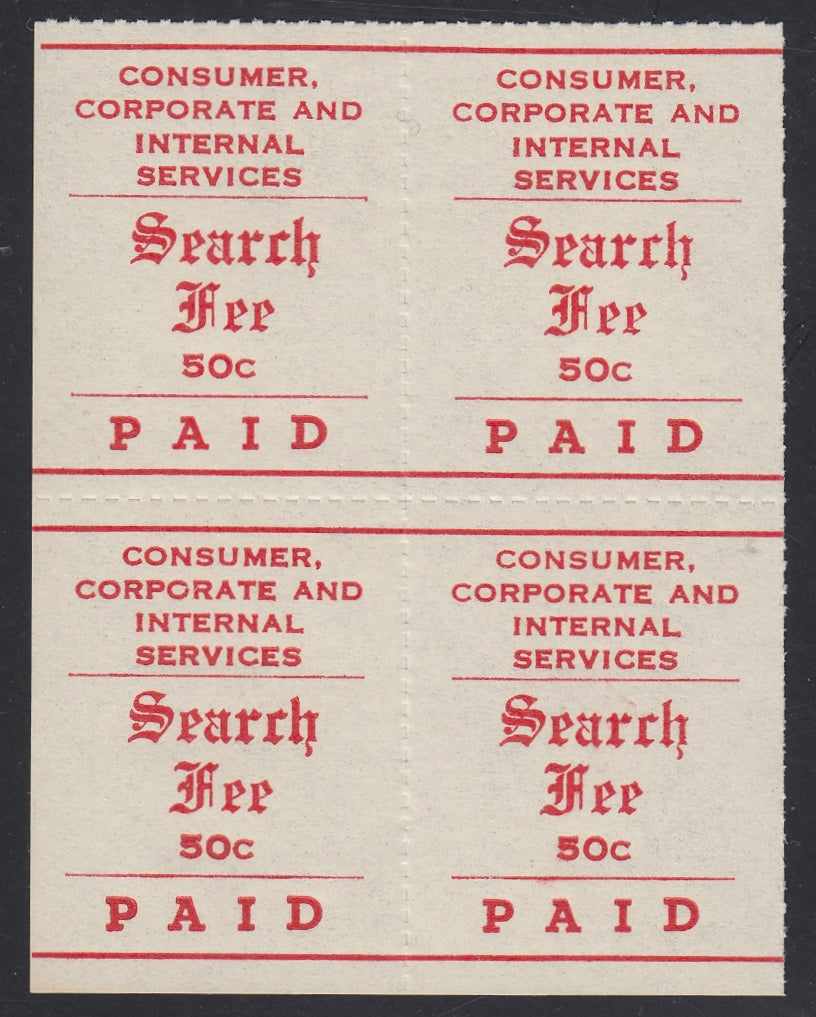 CONSUMER,
CORPORATE AND
INTERNAL
SERVICES
Search
Fee
50c
PAID
CONSUMER,
CORPORATE AND
INTERNAL
SERVICES
Search
Fee
50c
PAID
CONSUMER,
CORPORATE AND
INTERNAL
SERVICES
Search
Fee
50c
PAID
CONSUMER,
CORPORATE AND
INTERNAL
SERVICES
Search
Fee
50c
PAID